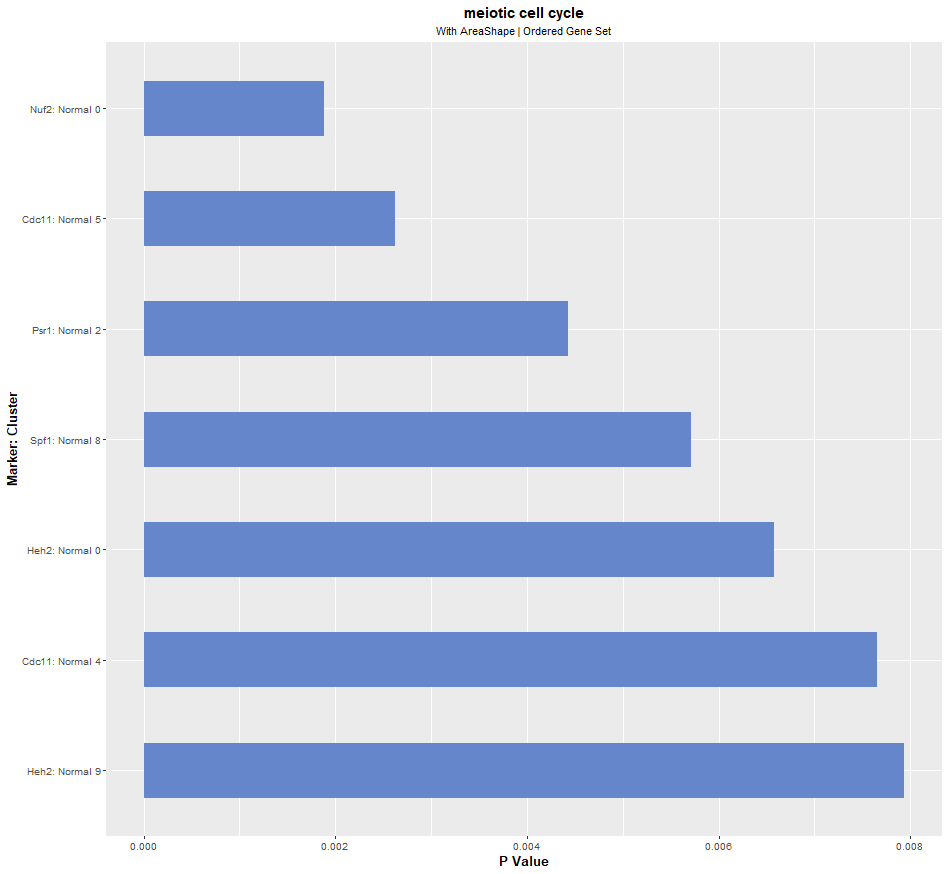 meiotic cell cycle
With AreaShape | Ordered Gene Set
Marker: Cluster
Nuf2: Normal 0
Cdc11: Normal 5
Psr1: Normal 2
Spf1: Normal 8
Heh2: Normal 0
Cdc11: Normal 4
Heh2: Normal 9
0.000 0.002 0.004 0.006 0.008
P Value